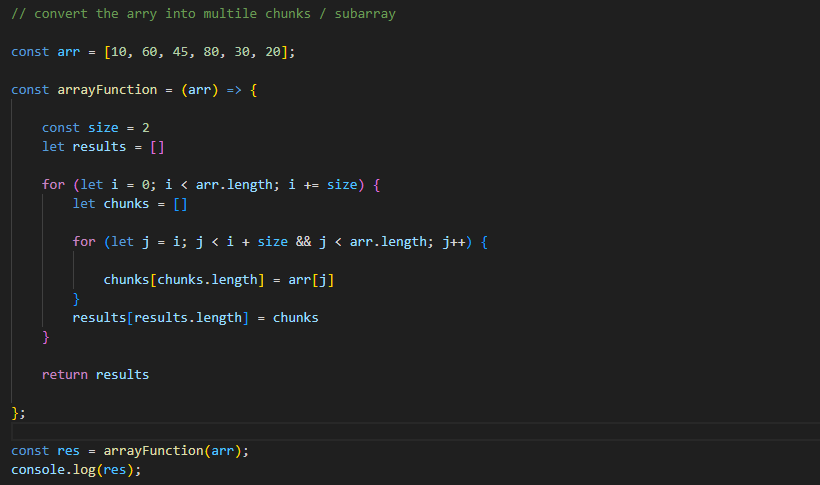 // convert the arry into multile chunks / subarray
const arr = [10, 60, 45, 80, 30, 20];
const arrayFunction = (arr) => {
const size = 2
let results = []
for (let i = 0; i < arr.length; i += size) {
let chunks = []
for (let j = i; j < i + size && j < arr.length; j++) {
chunks[chunks.length] = arr[j]
}
results[results.length] = chunks
}
return results
};
const res = arrayFunction(arr);
console.log(res);